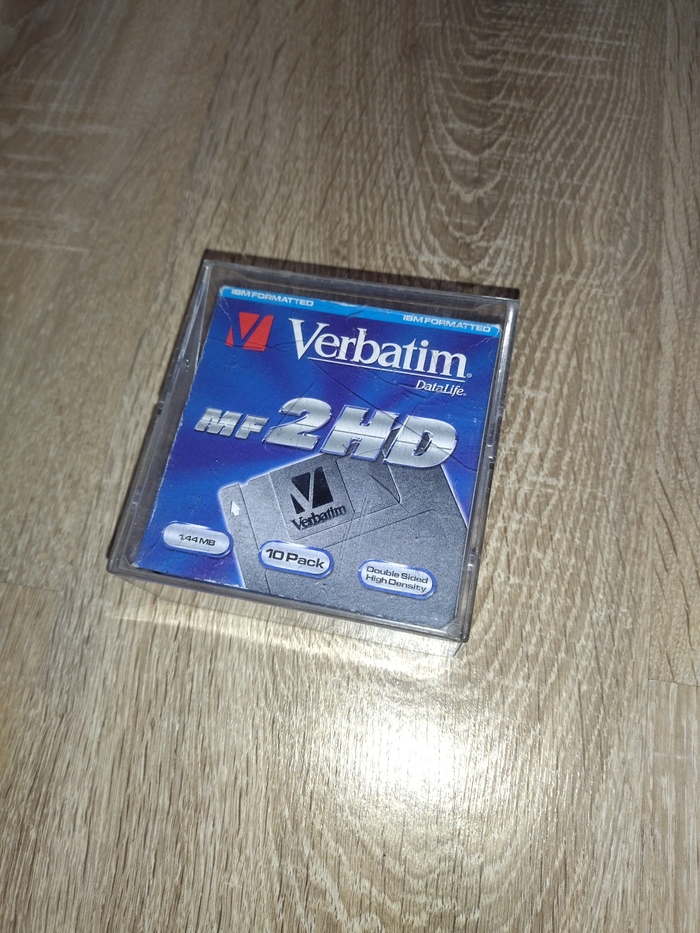 IBM FORMATTED
IBM FORMATTED
Verbatim®
DataLife®
MF 2HD
Verbatim
1.44 MB
10 Pack
Double Sided
High Density